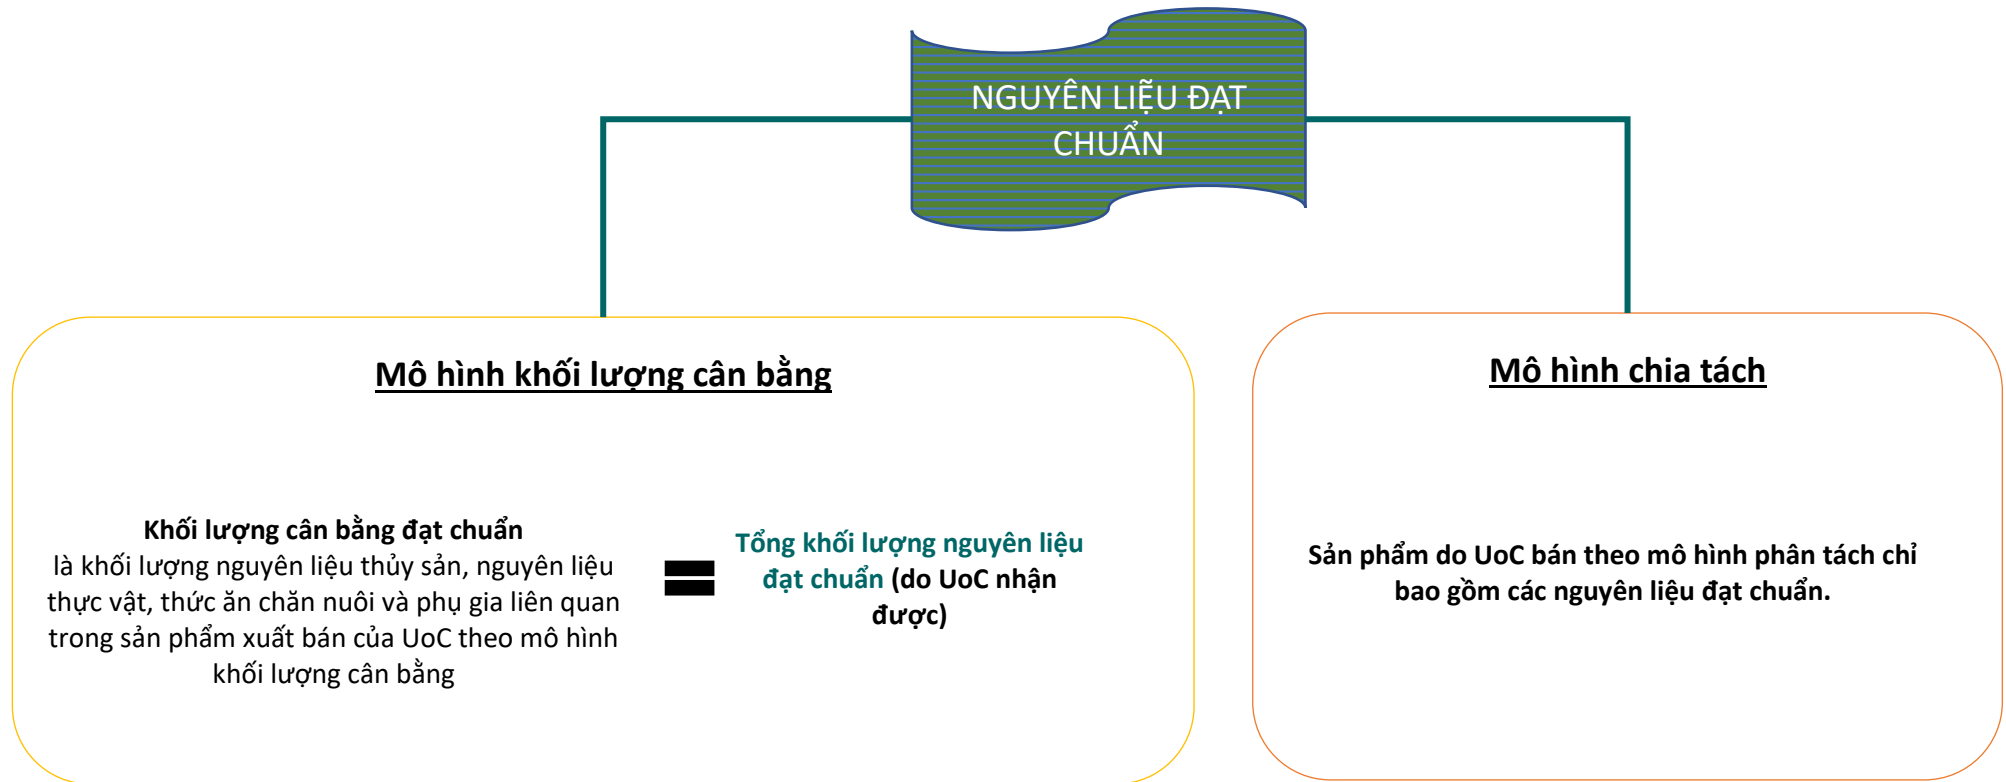 NGUYÊN LIỆU ĐẠT
CHUẨN
Mô hình khối lượng cân bằng
Khối lượng cân bằng đạt chuẩn
là khối lượng nguyên liệu thủy sản, nguyên liệu
thực vật, thức ăn chăn nuôi và phụ gia liên quan
trong sản phẩm xuất bán của UoC theo mô hình
khối lượng cân bằng
=
Tổng khối lượng nguyên liệu
đạt chuẩn (do UoC nhận
được)
Mô hình chia tách
Sản phẩm do UoC bán theo mô hình phân tách chỉ
bao gồm các nguyên liệu đạt chuẩn.